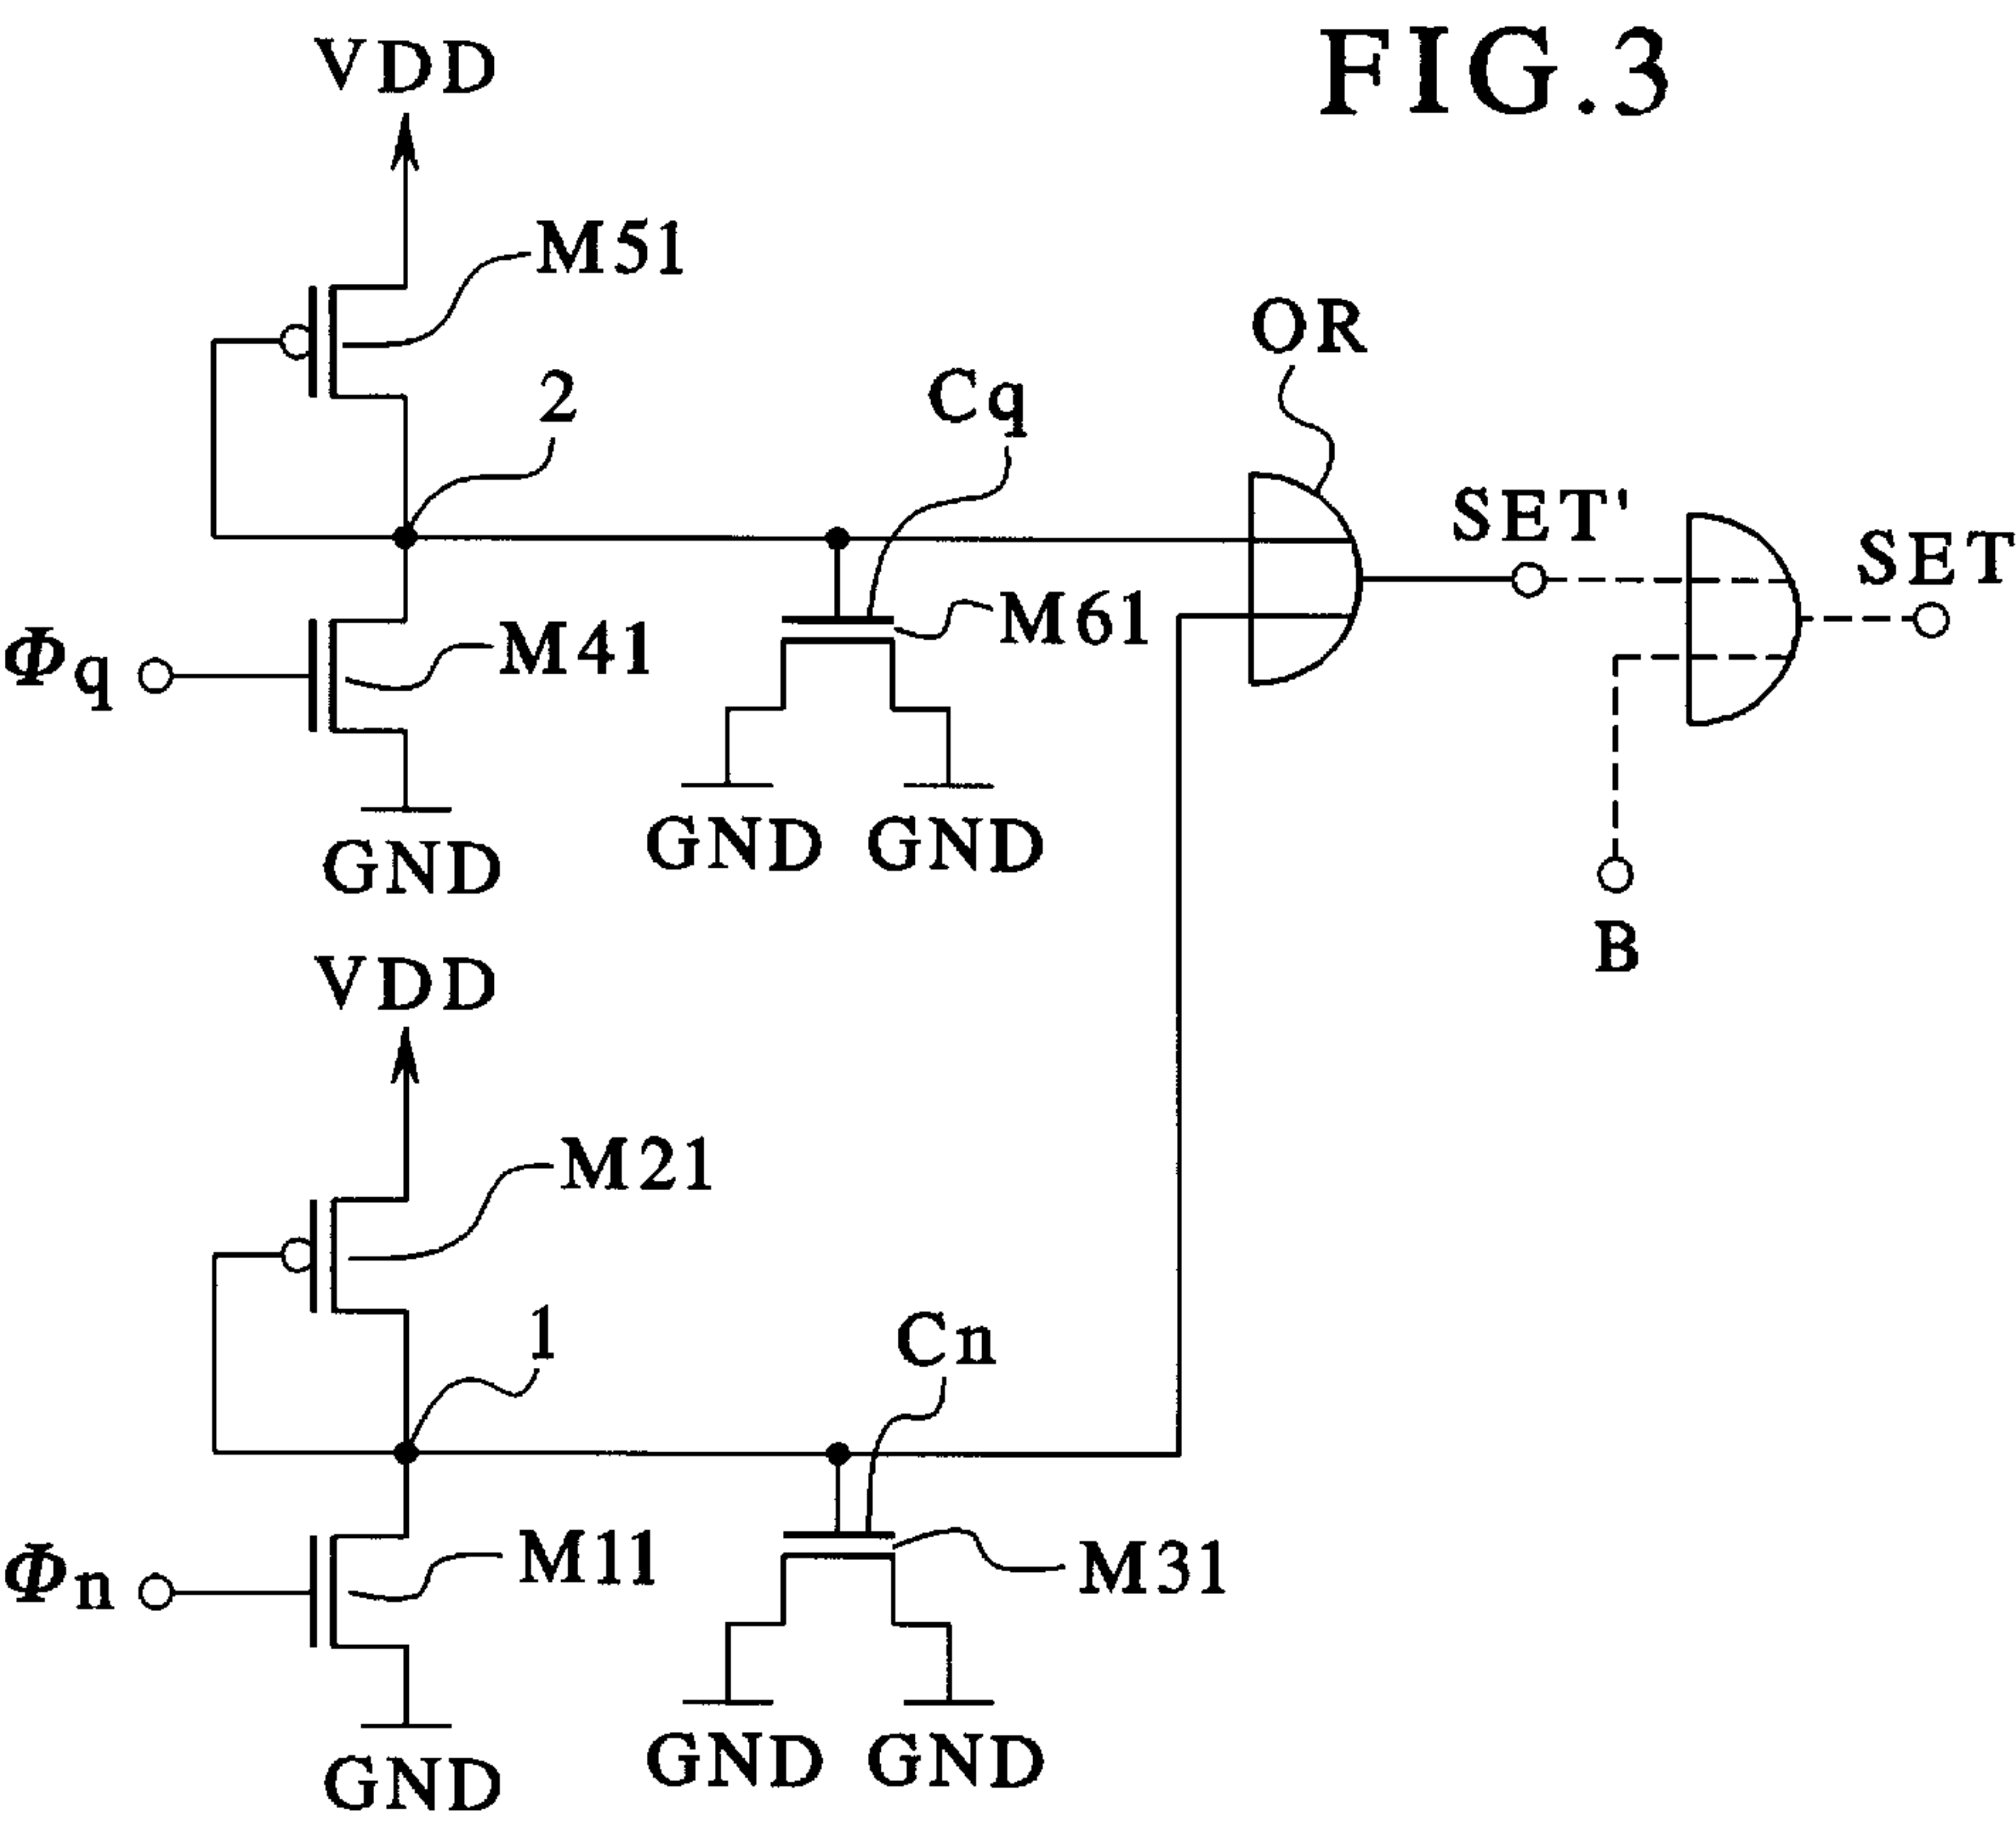 FIG.3
VDD
M51
2
Cq
OR
SET'
SET
M61
Φq
M41
GND
GND
GND
B
VDD
M21
1
Cn
Φn
M11
M31
GND
GND
GND